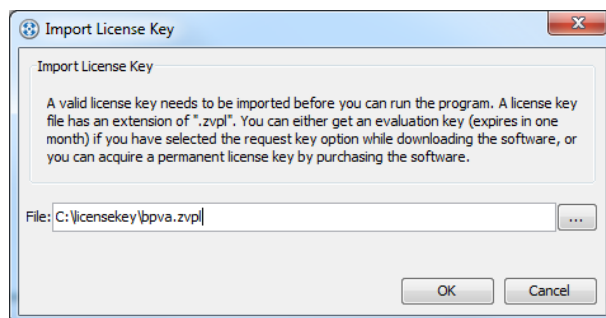 Import License Key
X
Import License Key
A valid license key needs to be imported before you can run the program. A license key
file has an extension of ".zvpl". You can either get an evaluation key (expires in one
month) if you have selected the request key option while downloading the software, or
you can acquire a permanent license key by purchasing the software.
File: C:\licensekey\bpva.zvpl ...
OK Cancel